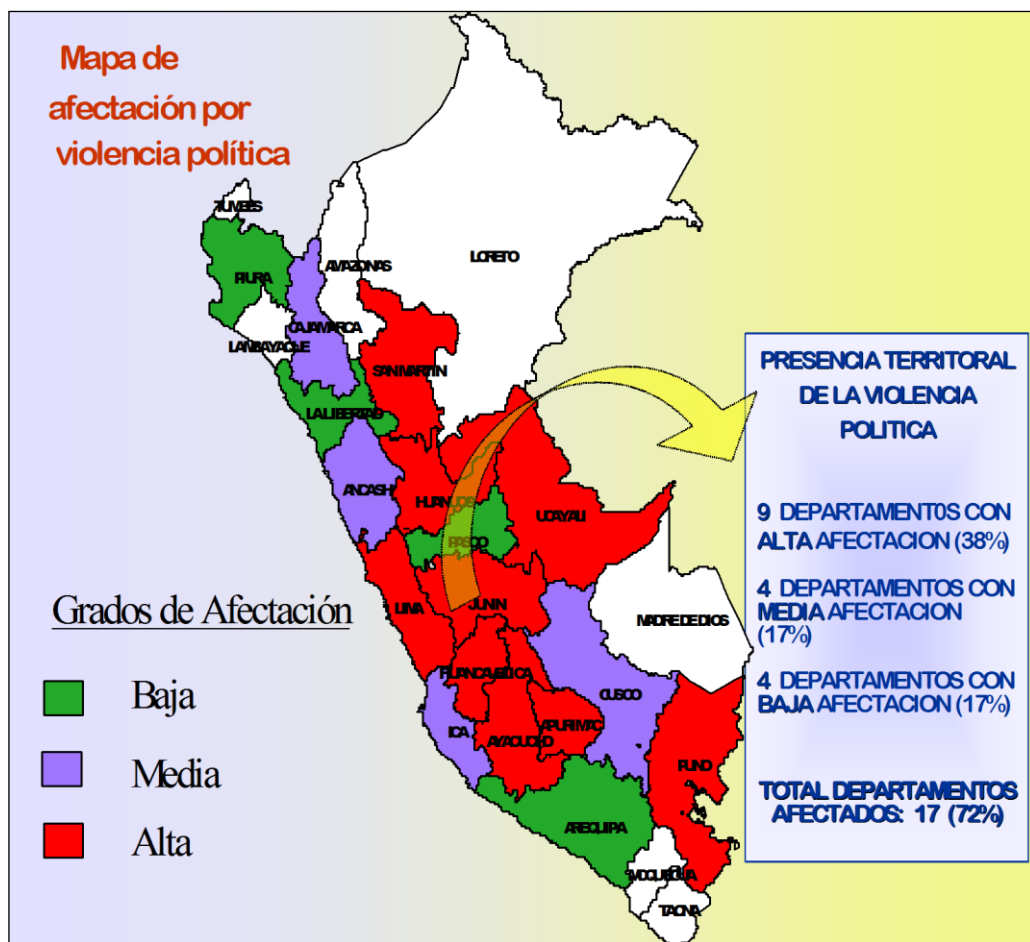 Mapa de
afectación por
violencia política
TUMBES
PIURA
AMAZONAS
LORETO
CAJAMARCA
LAMBAYAQUE
SAN MARTIN
LA LIBERTAD
ANCASH
HUANUCO
UCAYALI
PASCO
LIMA
JUNIN
MADRE DE DIOS
HUANCAVELICA
CUSCO
ICA
AYACUCHO
APURIMAC
PUNO
AREQUIPA
MOQUEGUA
TACNA
Grados de Afectación
Baja
Media
Alta
PRESENCIA TERRITORAL
DE LA VIOLENCIA
POLITICA
9 DEPARTAMENT0S CON
ALTA AFECTACION (38%)
4 DEPARTAMENTOS CON
MEDIA AFECTACION
(17%)
4 DEPARTAMENTOS CON
BAJA AFECTACION (17%)
TOTAL DEPARTAMENTOS
AFECTADOS: 17 (72%)